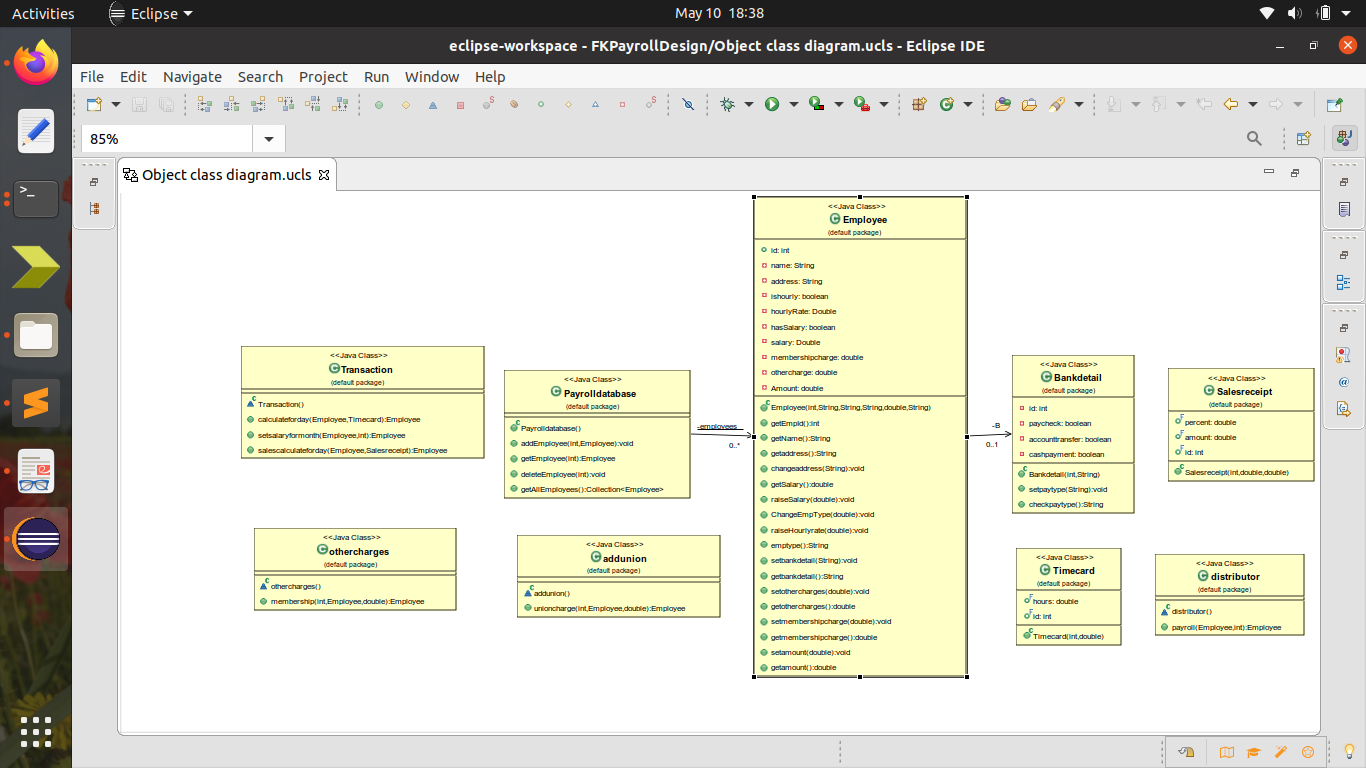 Activities
Eclipse
May 10 18:38
eclipse-workspace - FKPayrollDesign/Object class diagram.ucls - Eclipse IDE
File Edit Navigate Search Project Run Window Help
85%
Object class diagram.ucls
<<Java Class>>
Transaction
(default package)
Transaction()
calculateforday(Employee,Timecard):Employee
setsalaryformonth(Employee,int):Employee
salescalculateforday(Employee,Salesreceipt):Employee
<<Java Class>>
othercharges
(default package)
othercharges()
membership(int,Employee,double):Employee
<<Java Class>>
Payrolldatabase
(default package)
Payrolldatabase()
addEmployee(int,Employee):void
getEmployee(int):Employee
deleteEmployee(int):void
getAllEmployees():Collection<Employee>
-employees
0..*
<<Java Class>>
addunion
(default package)
addunion()
unioncharge(int,Employee,double):Employee
<<Java Class>>
Employee
(default package)
id: int
name: String
address: String
ishourly: boolean
hourlyRate: Double
hasSalary: boolean
salary: Double
membershipcharge: double
othercharge: double
Amount: double
Employee(int,String,String,String,double,String)
getEmpid():int
getName():String
getaddress():String
changeaddress(String):void
getSalary():double
raiseSalary(double):void
ChangeEmpType(double):void
raiseHourlyrate(double):void
emptype():String
setbankdetail(String):void
getbankdetail():String
setothercharges(double):void
getothercharges():double
setmembershipcharge(double):void
getmembershipcharge():double
setamount(double):void
getamount():double
-B
0..1
<<Java Class>>
Bankdetail
(default package)
id: int
paycheck: boolean
accounttransfer: boolean
cashpayment: boolean
Bankdetail(int,String)
setpaytype(String):void
checkpaytype():String
<<Java Class>>
Salesreceipt
(default package)
percent: double
amount: double
id: int
Salesreceipt(int,double,double)
<<Java Class>>
Timecard
(default package)
hours: double
id: int
Timecard(int,double)
<<Java Class>>
distributor
(default package)
distributor()
payroll(Employee,int):Employee